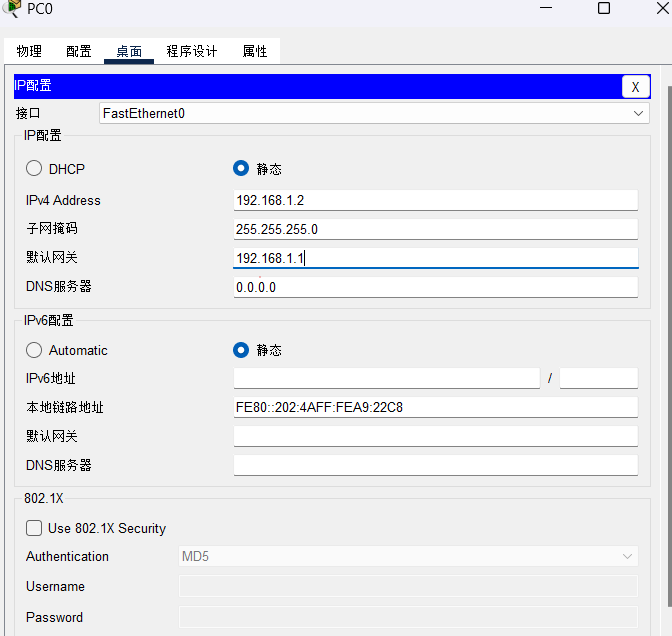 PC0
物理 配置 桌面 程序设计 属性
IP配置 X
接口 FastEthernet0
IP配置
DHCP 静态
IPv4 Address 192.168.1.2
子网掩码 255.255.255.0
默认网关 192.168.1.1
DNS服务器 0.0.0.0
IPv6配置
Automatic 静态
IPv6地址 /
本地链路地址 FE80::202:4AFF:FEA9:22C8
默认网关
DNS服务器
802.1X
Use 802.1X Security
Authentication MD5
Username
Password